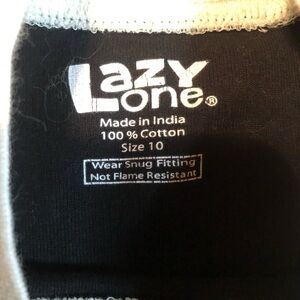 Lazy
one®
Made in India
100 % Cotton
Size 10
Wear Snug Fitting
Not Flame Resistant